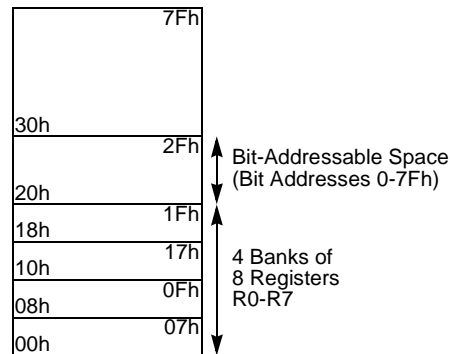 7Fh
30h
2Fh
Bit-Addressable Space
(Bit Addresses 0-7Fh)
20h
1Fh
18h
17h
4 Banks of
8 Registers
R0-R7
10h
0Fh
08h
07h
00h